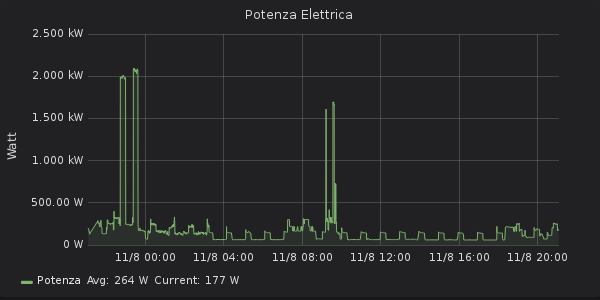 Potenza Elettrica
2.500 kW
2.000 kW
1.500 kW
1.000 kW
500.00 W
0 W
Watt
11/8 00:00 11/8 04:00 11/8 08:00 11/8 12:00 11/8 16:00 11/8 20:00
Potenza Avg: 264 W Current: 177 W